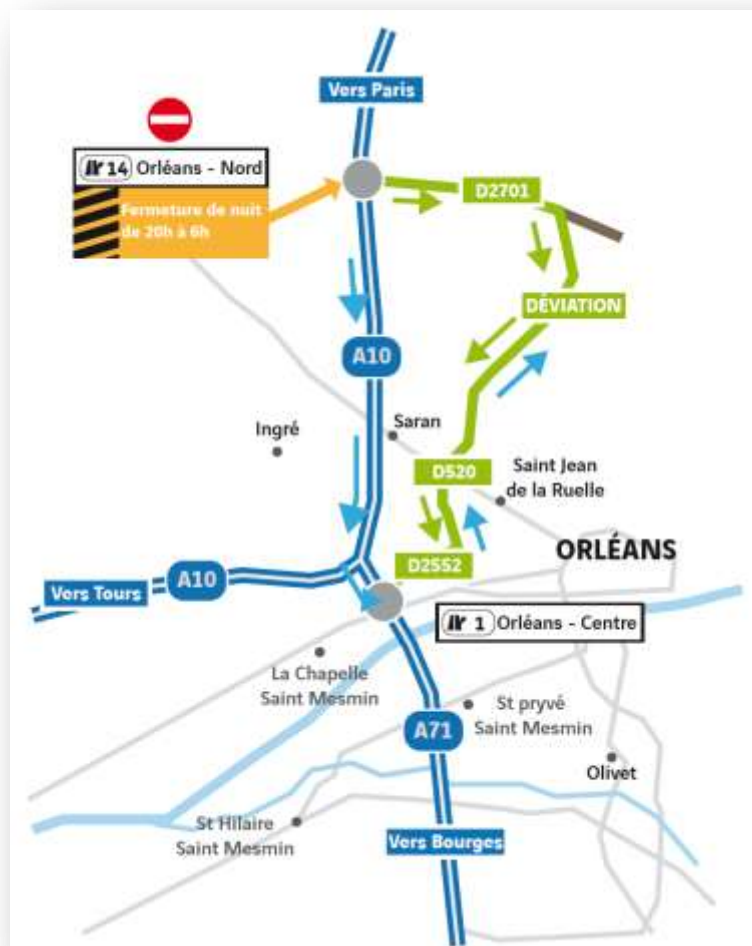 Vers Paris
14 Orléans - Nord
Fermeture de nuit
de 20h à 6h
D2701
DÉVIATION
A10
Ingré
Saran
D520
Saint Jean
de la Ruelle
ORLÉANS
D2552
A10
Vers Tours
1 Orléans - Centre
La Chapelle
Saint Mesmin
St pryvé
Saint Mesmin
A71
Olivet
St Hilaire
Saint Mesmin
Vers Bourges